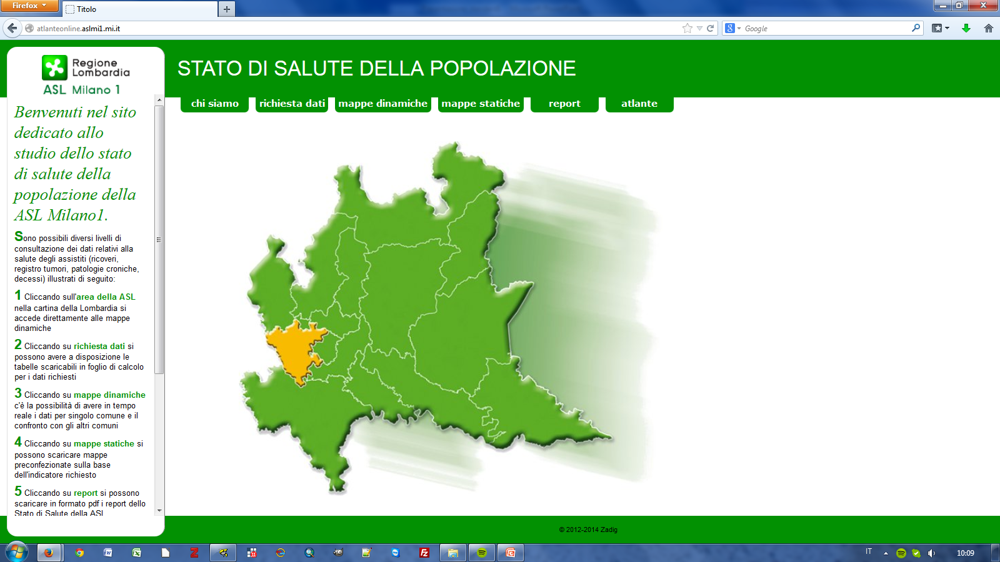 Firefox
Titolo
atlanteonline.aslmi1.mi.it
Google
Regione
Lombardia
ASL Milano 1
STATO DI SALUTE DELLA POPOLAZIONE
chi siamo
richiesta dati
mappe dinamiche
mappe statiche
report
atlante
Benvenuti nel sito
dedicato allo
studio dello stato
di salute della
popolazione della
ASL Milano1.
Sono possibili diversi livelli di
consultazione dei dati relativi alla
salute degli assistiti (ricoveri,
registro tumori, patologie croniche,
decessi) illustrati di seguito:
1 Cliccando sull'area della ASL
nella cartina della Lombardia si
accede direttamente alle mappe
dinamiche
2 Cliccando su richiesta dati si
possono avere a disposizione le
tabelle scaricabili in foglio di calcolo
per i dati richiesti
3 Cliccando su mappe dinamiche
c'è la possibilità di avere in tempo
reale i dati per singolo comune e il
confronto con gli altri comuni
4 Cliccando su mappe statiche si
possono scaricare mappe
preconfezionate sulla base
dell'indicatore richiesto
5 Cliccando su report si possono
scaricare in formato pdf i report dello
Stato di Salute della ASL
© 2012-2014 Zadig
IT
10:09